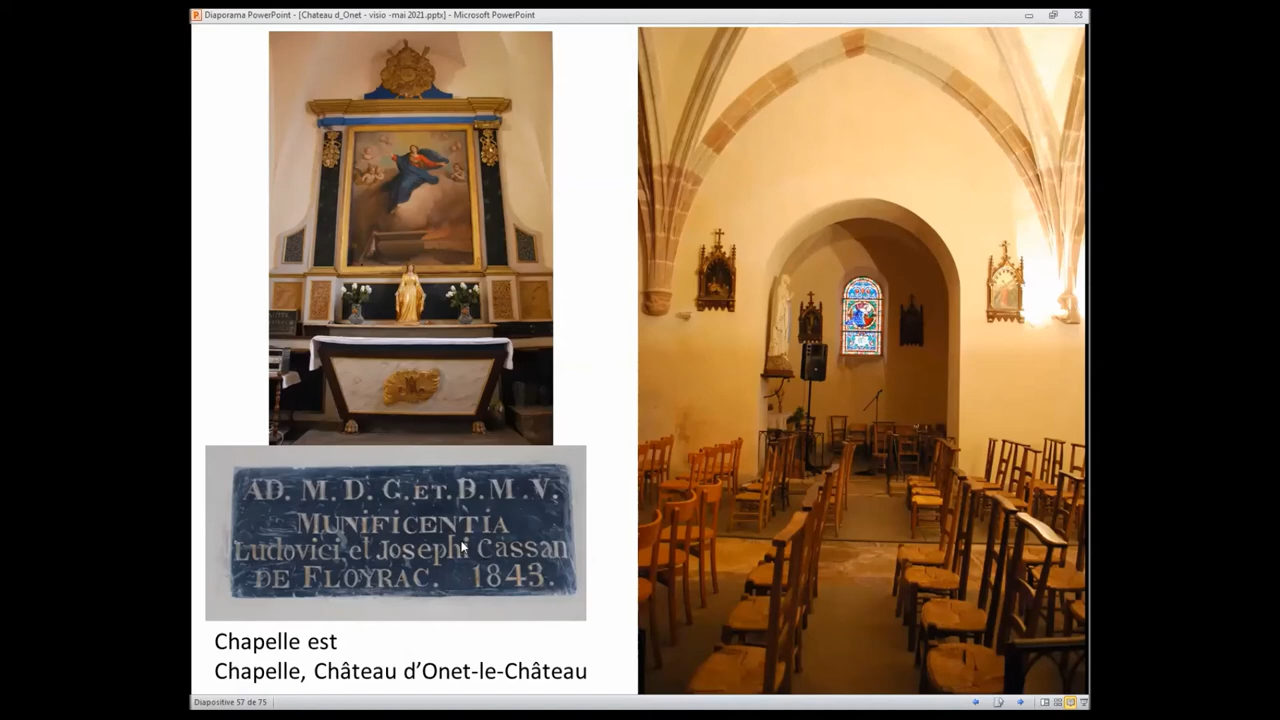 Diaporama PowerPoint - [Chateau d_Onet - visio -mai 2021.pptx] - Microsoft PowerPoint
AD. M. D. G. ET. D. M. V.
MUNIFICENTIA
Ludovici et Josephi Cassan
DE FLOYRAC. 1843.
Chapelle est
Chapelle, Château d’Onet-le-Château
Diapositive 57 de 75